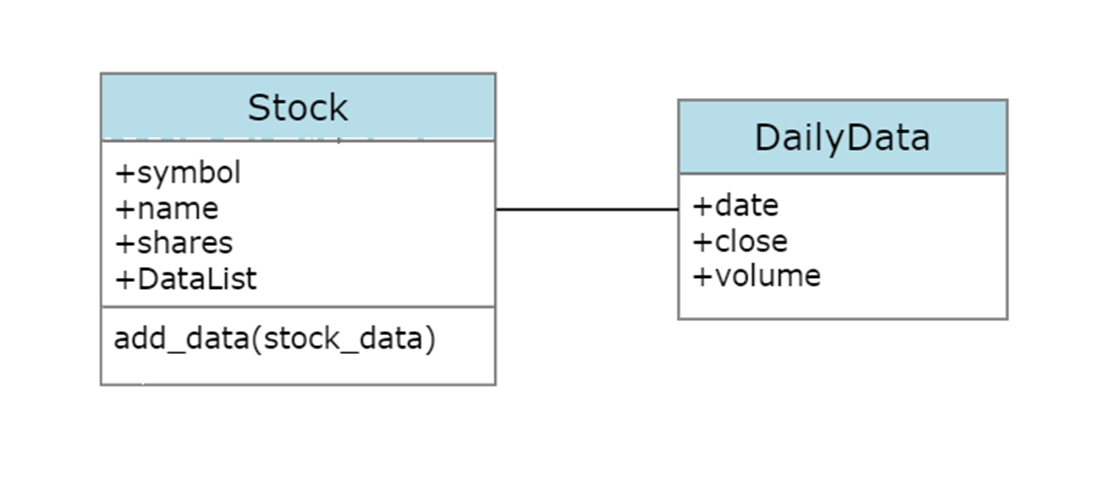 Stock
+symbol
+name
+shares
+DataList
add_data(stock_data)
DailyData
+date
+close
+volume